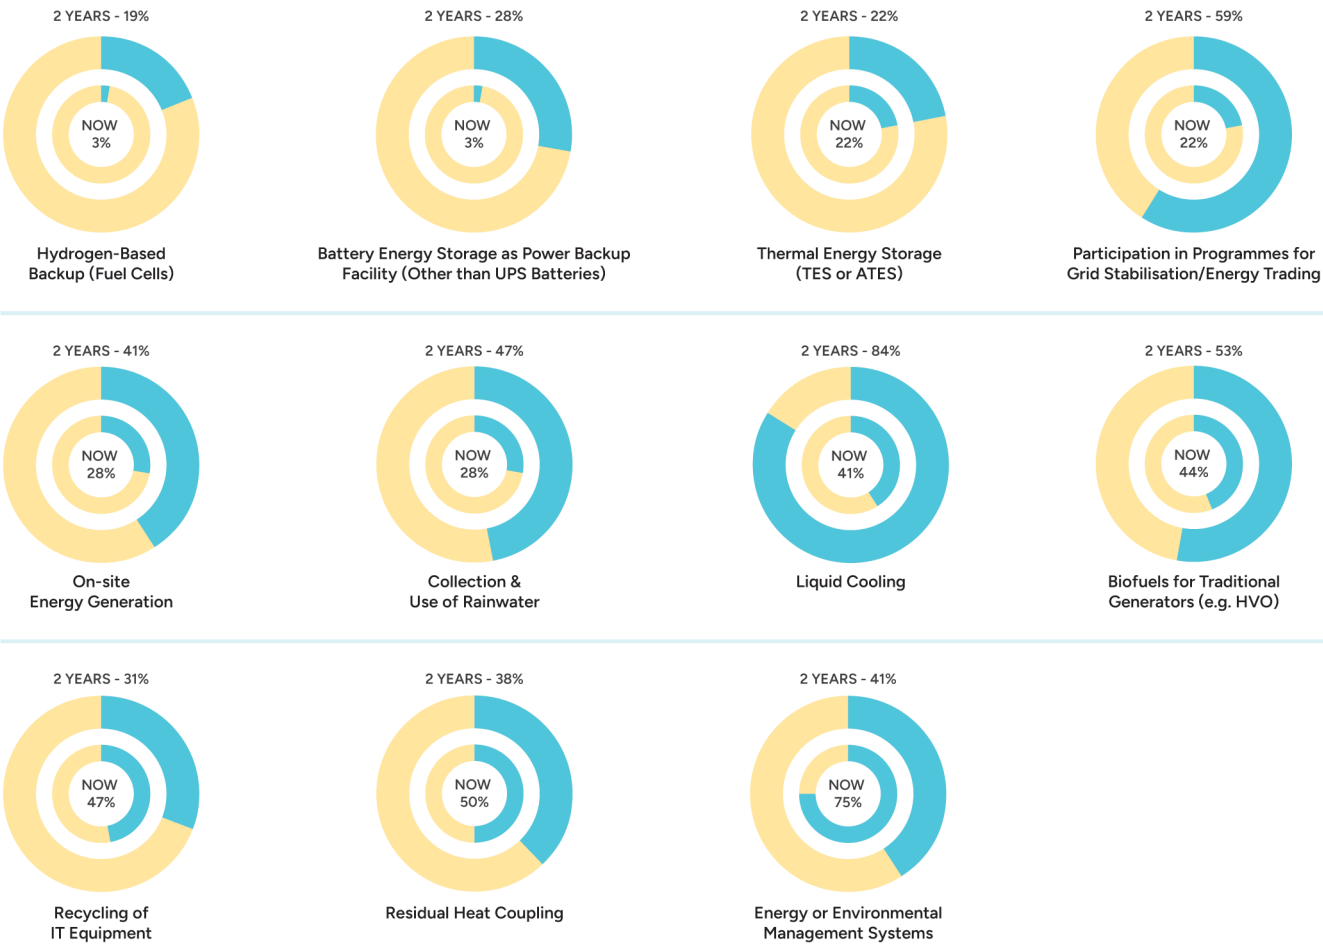 2 YEARS - 19%
NOW
3%
Hydrogen-Based
Backup (Fuel Cells)
2 YEARS - 28%
NOW
3%
Battery Energy Storage as Power Backup
Facility (Other than UPS Batteries)
2 YEARS - 22%
NOW
22%
Thermal Energy Storage
(TES or ATES)
2 YEARS - 59%
NOW
22%
Participation in Programmes for
Grid Stabilisation/Energy Trading
2 YEARS - 41%
NOW
28%
On-site
Energy Generation
2 YEARS - 47%
NOW
28%
Collection &
Use of Rainwater
2 YEARS - 84%
NOW
41%
Liquid Cooling
2 YEARS - 53%
NOW
44%
Biofuels for Traditional
Generators (e.g. HVO)
2 YEARS - 31%
NOW
47%
Recycling of
IT Equipment
2 YEARS - 38%
NOW
50%
Residual Heat Coupling
2 YEARS - 41%
NOW
75%
Energy or Environmental
Management Systems